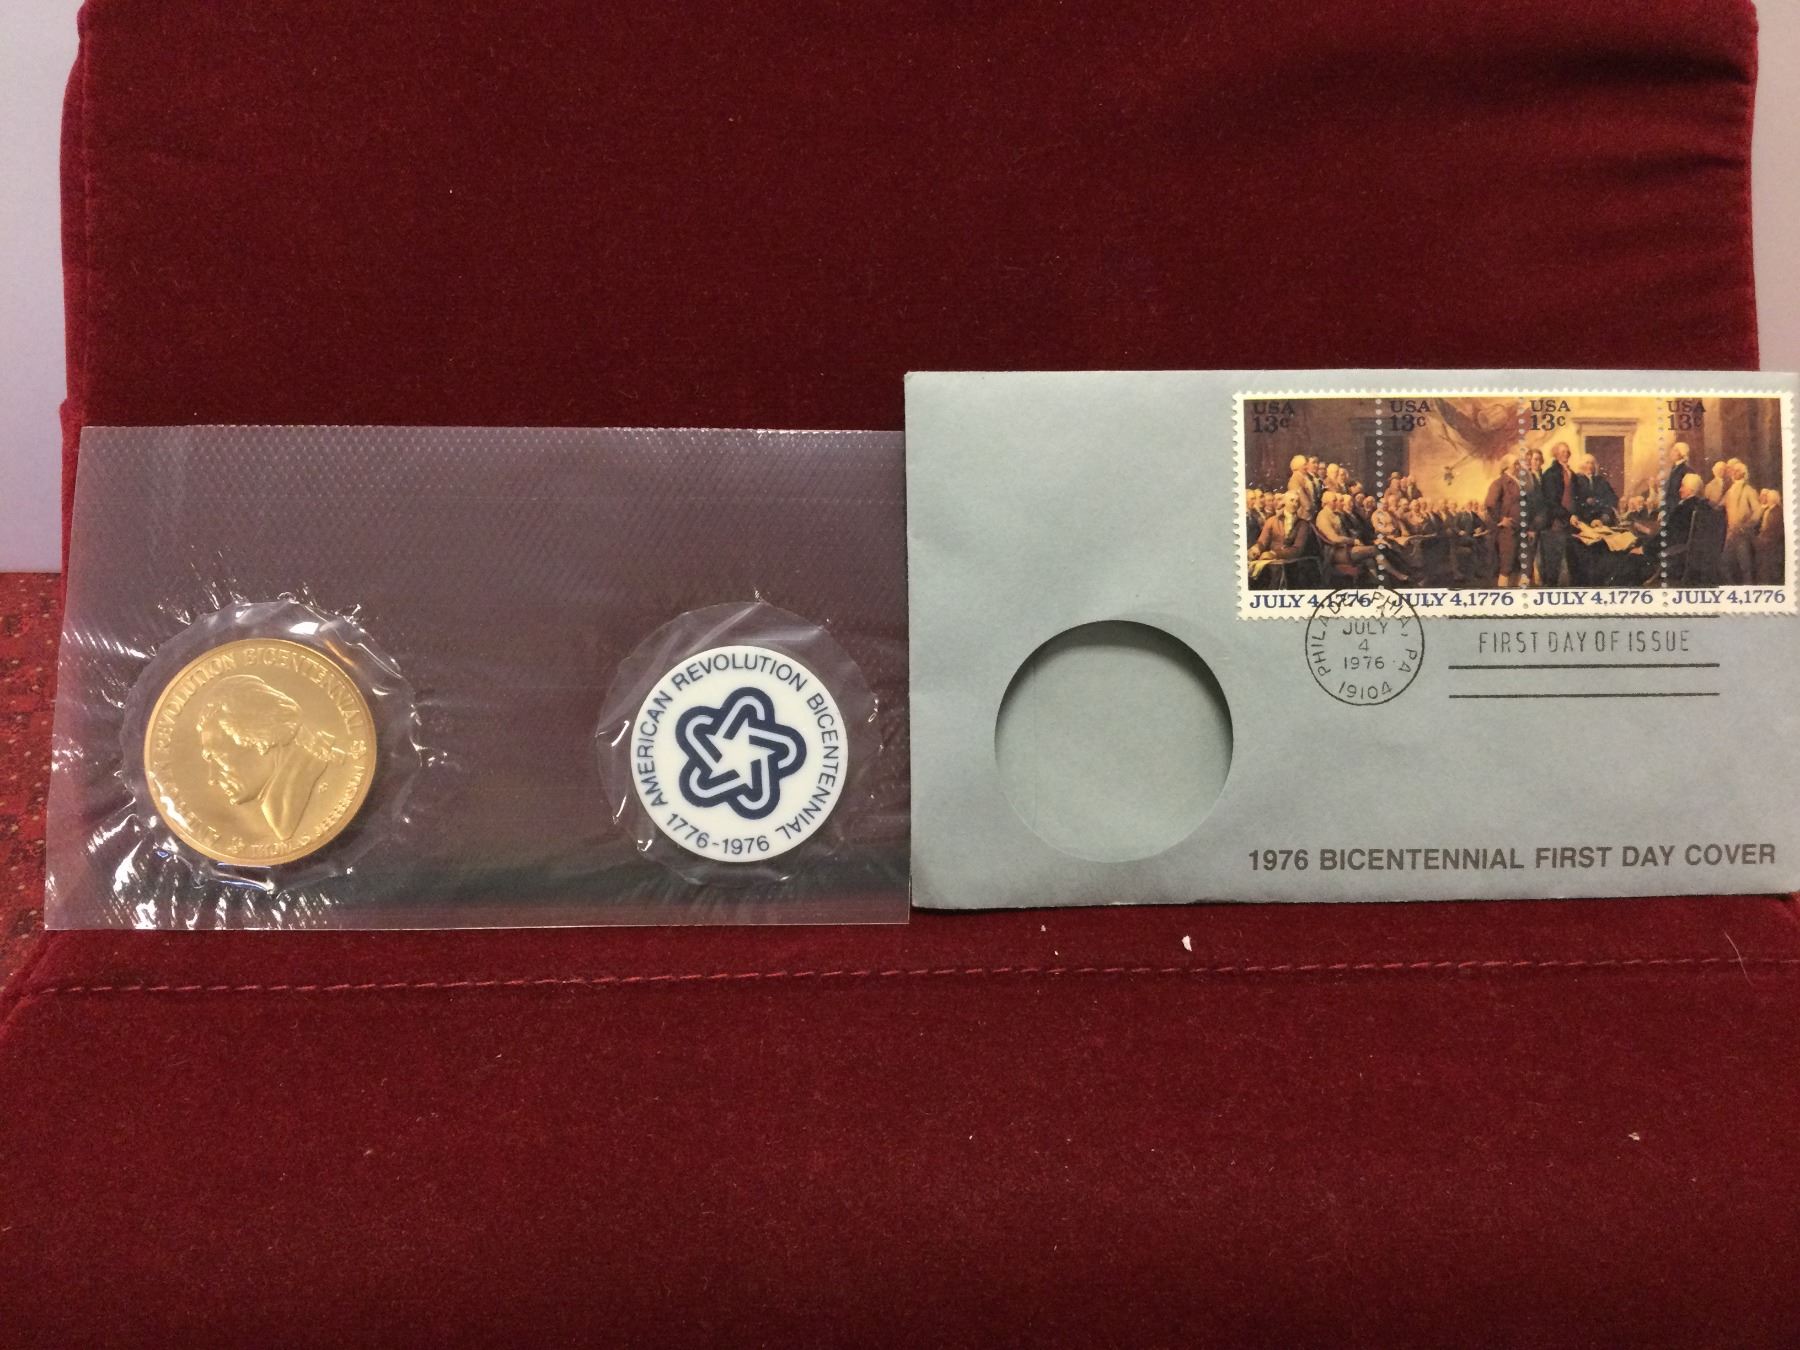 AMERICAN REVOLUTION BICENTENNIAL
THOMAS JEFFERSON
AMERICAN REVOLUTION BICENTENNIAL
1776-1976
USA USA USA USA
13c 13c 13c 13c
JULY 4,1776 JULY 4,1776 JULY 4,1776 JULY 4,1776
PHILADELPHIA, PA
JULY
4
1976
19104
FIRST DAY OF ISSUE
1976 BICENTENNIAL FIRST DAY COVER